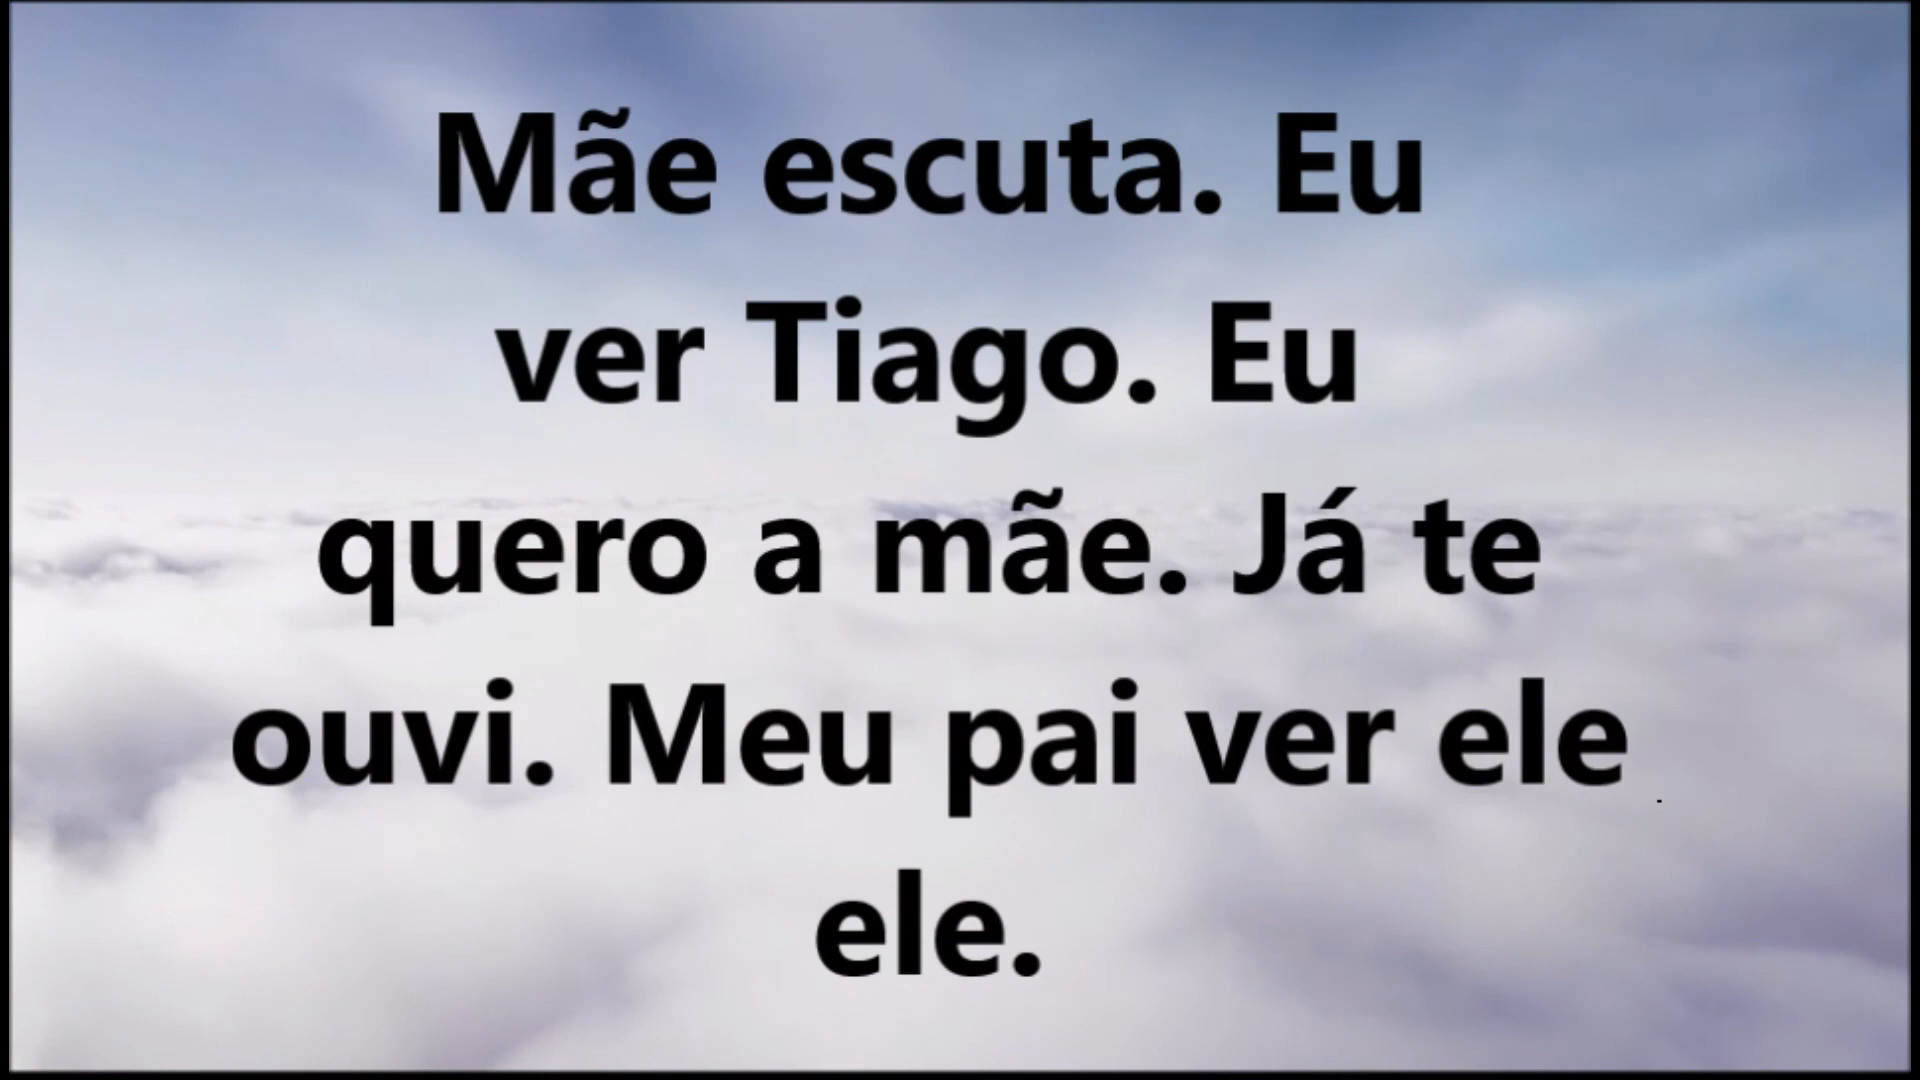 Mãe escuta. Eu
ver Tiago. Eu
quero a mãe. Já te
ouvi. Meu pai ver ele
ele.